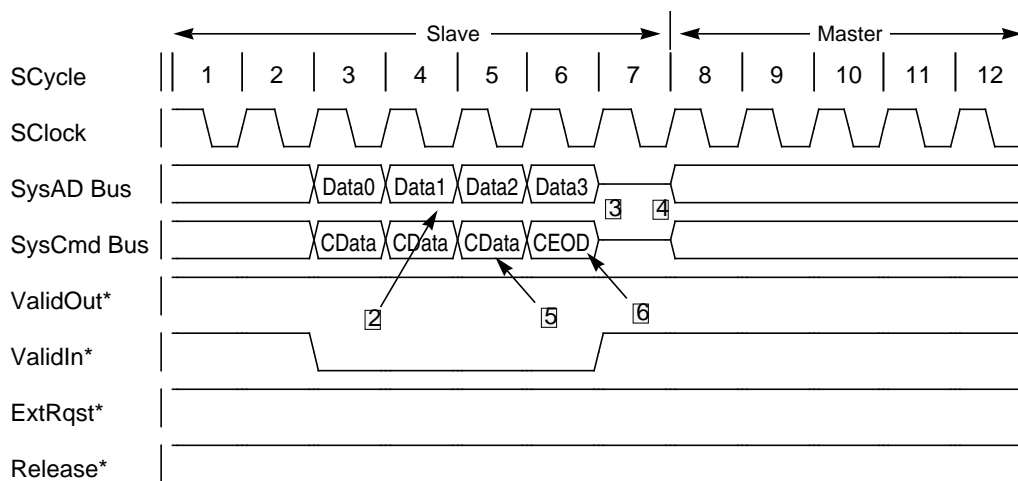 Slave Master
SCycle 1 2 3 4 5 6 7 8 9 10 11 12
SClock
SysAD Bus Data0 Data1 Data2 Data3
3 4
SysCmd Bus CData CData CData CEOD
ValidOut*
2 5 6
ValidIn*
ExtRqst*
Release*